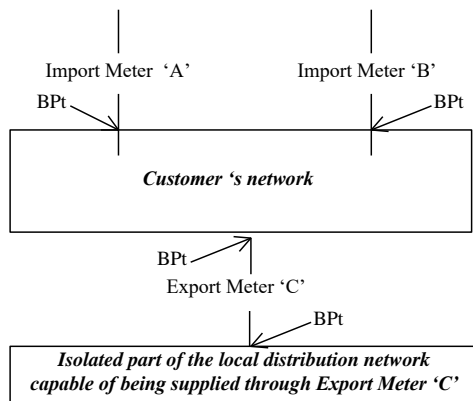 Import Meter ‘A’ Import Meter ‘B’
BPt BPt
Customer ‘s network
BPt
Export Meter ‘C’
BPt
Isolated part of the local distribution network
capable of being supplied through Export Meter ‘C’